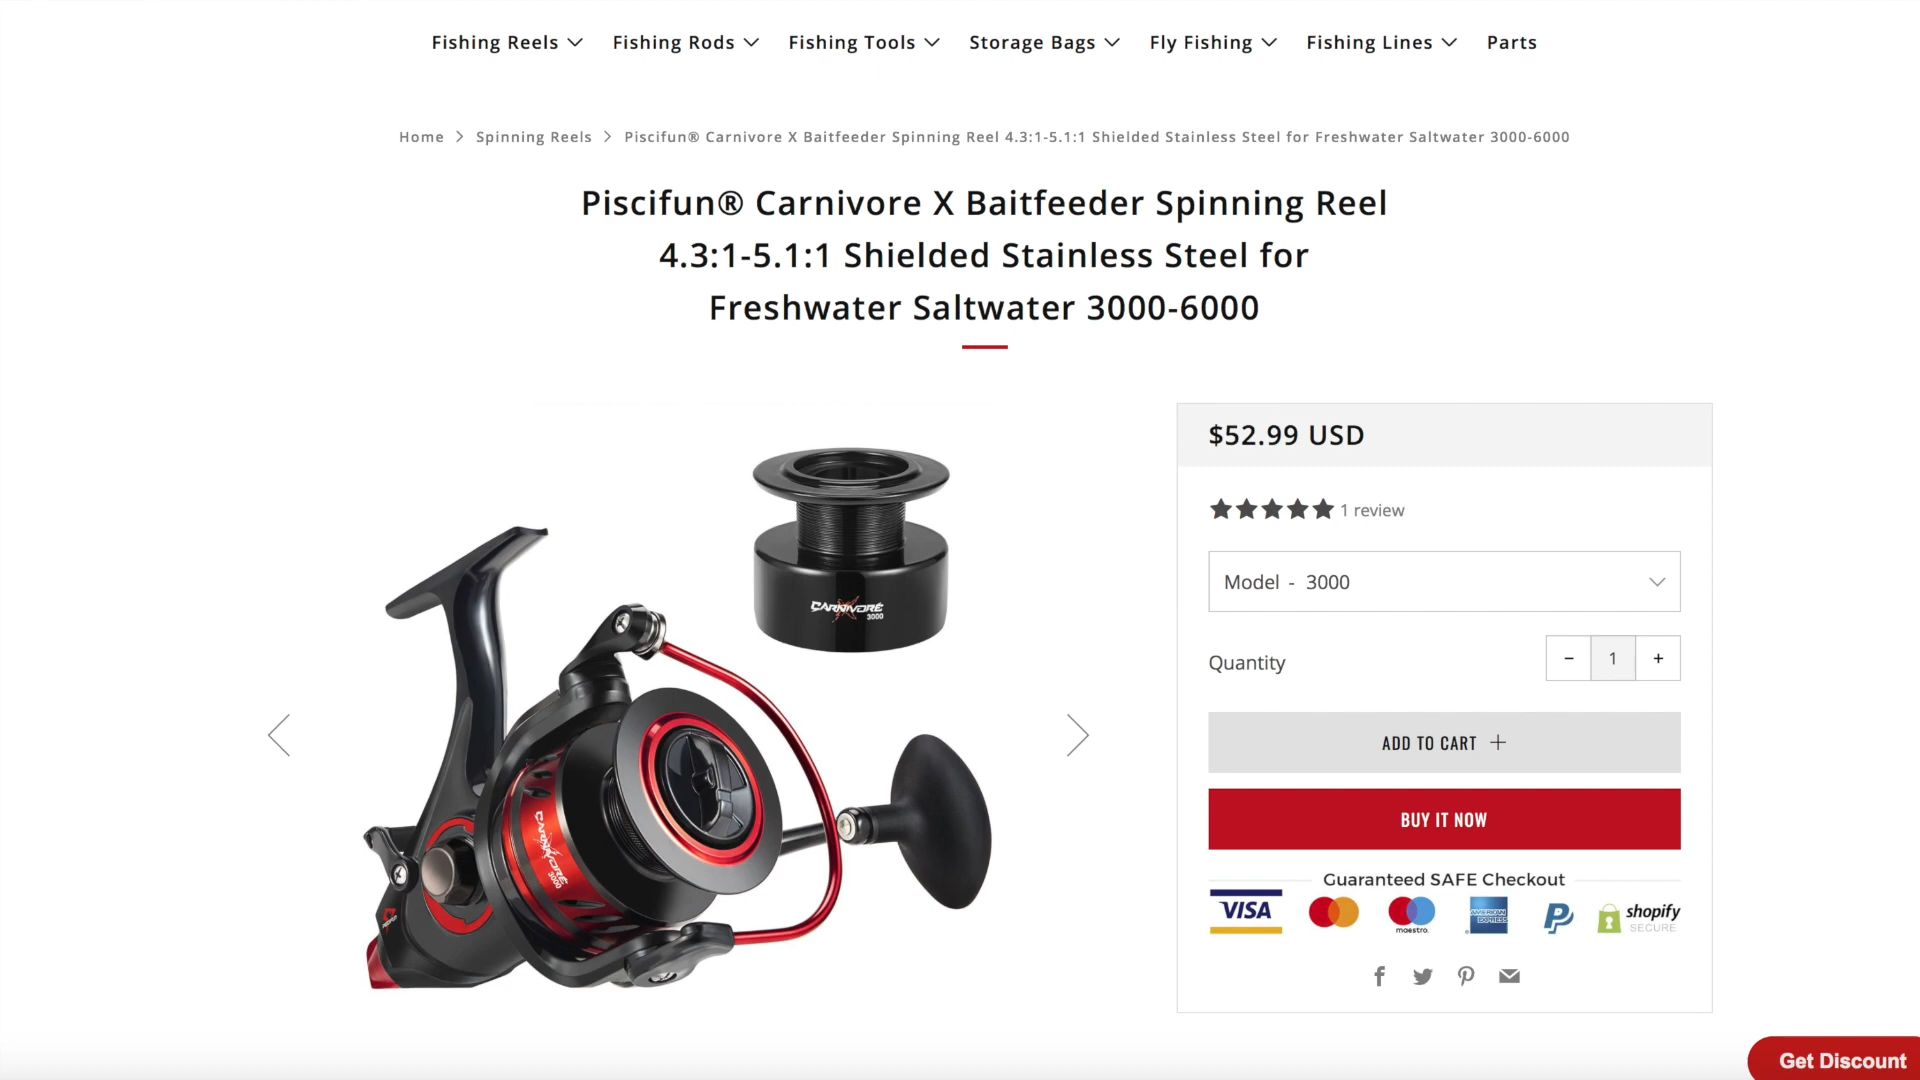 Fishing Reels Fishing Rods Fishing Tools Storage Bags Fly Fishing Fishing Lines Parts
Home > Spinning Reels > Piscifun® Carnivore X Baitfeeder Spinning Reel 4.3:1-5.1:1 Shielded Stainless Steel for Freshwater Saltwater 3000-6000
Piscifun® Carnivore X Baitfeeder Spinning Reel
4.3:1-5.1:1 Shielded Stainless Steel for
Freshwater Saltwater 3000-6000
$52.99 USD
1 review
Model - 3000
Quantity
- 1 +
ADD TO CART +
BUY IT NOW
Guaranteed SAFE Checkout
VISA
maestro.
AMERICAN EXPRESS
shopify
SECURE
CARNIVORE
3000
CARNIVORE
3000
Get Discount